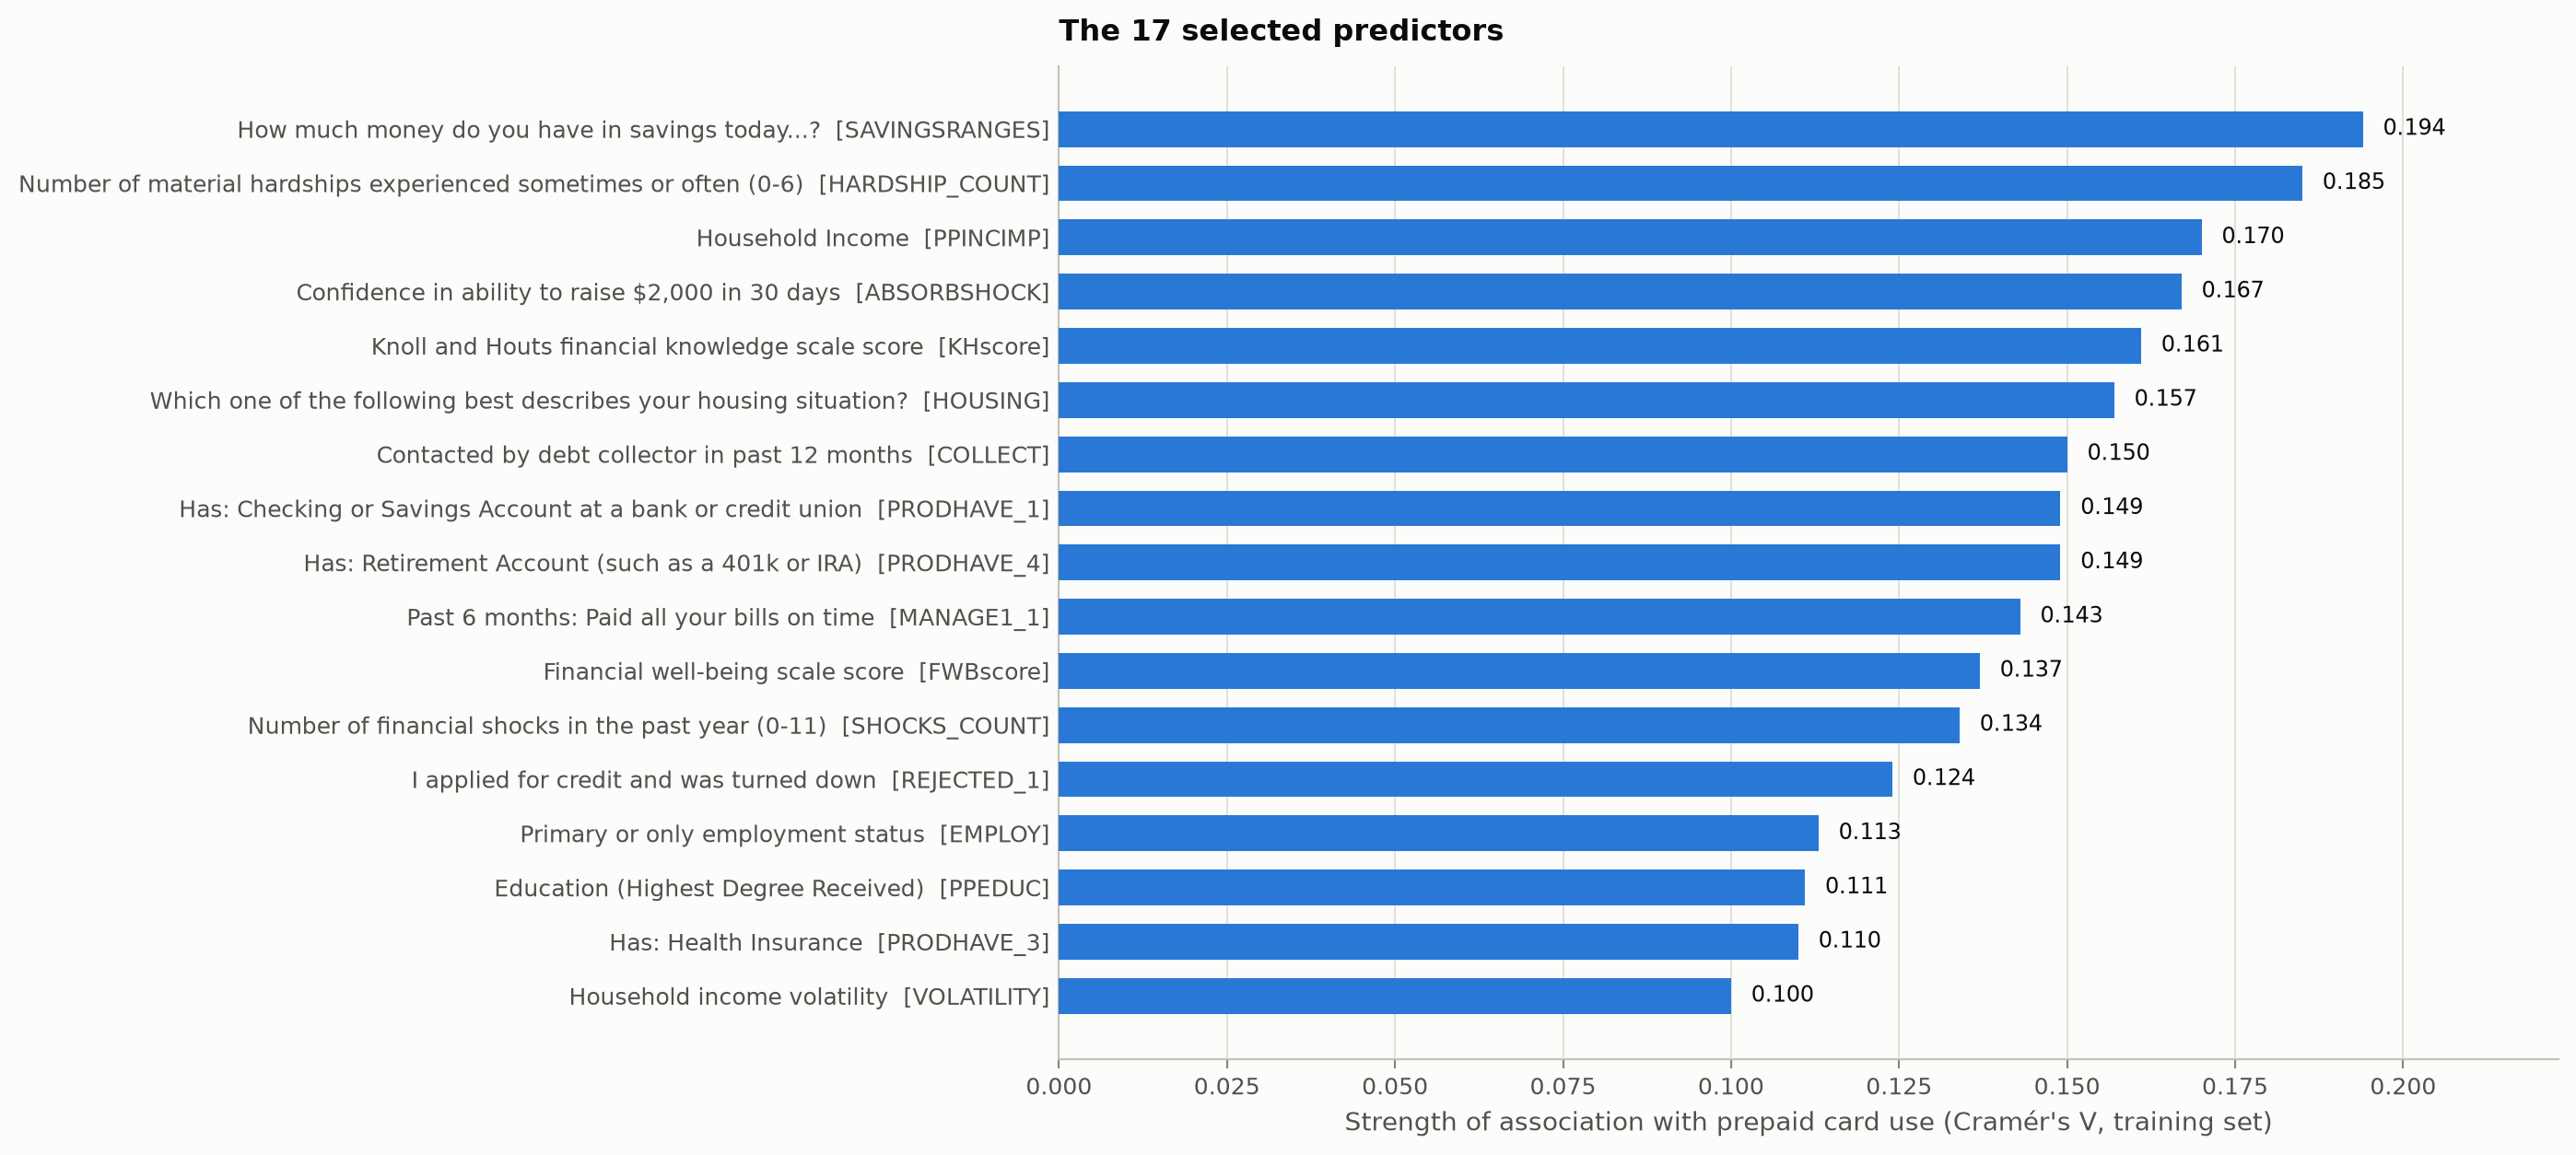 The 17 selected predictors
How much money do you have in savings today...? [SAVINGSRANGES] 0.194
Number of material hardships experienced sometimes or often (0-6) [HARDSHIP_COUNT] 0.185
Household Income [PPINCIMP] 0.170
Confidence in ability to raise $2,000 in 30 days [ABSORBSHOCK] 0.167
Knoll and Houts financial knowledge scale score [KHscore] 0.161
Which one of the following best describes your housing situation? [HOUSING] 0.157
Contacted by debt collector in past 12 months [COLLECT] 0.150
Has: Checking or Savings Account at a bank or credit union [PRODHAVE_1] 0.149
Has: Retirement Account (such as a 401k or IRA) [PRODHAVE_4] 0.149
Past 6 months: Paid all your bills on time [MANAGE1_1] 0.143
Financial well-being scale score [FWBscore] 0.137
Number of financial shocks in the past year (0-11) [SHOCKS_COUNT] 0.134
I applied for credit and was turned down [REJECTED_1] 0.124
Primary or only employment status [EMPLOY] 0.113
Education (Highest Degree Received) [PPEDUC] 0.111
Has: Health Insurance [PRODHAVE_3] 0.110
Household income volatility [VOLATILITY] 0.100
0.000 0.025 0.050 0.075 0.100 0.125 0.150 0.175 0.200
Strength of association with prepaid card use (Cramér's V, training set)